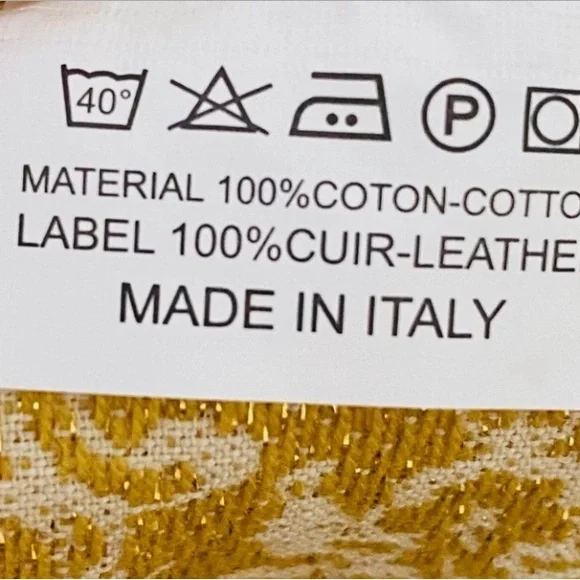 40°
P
MATERIAL 100%COTON-COTTO
LABEL 100%CUIR-LEATHE
MADE IN ITALY